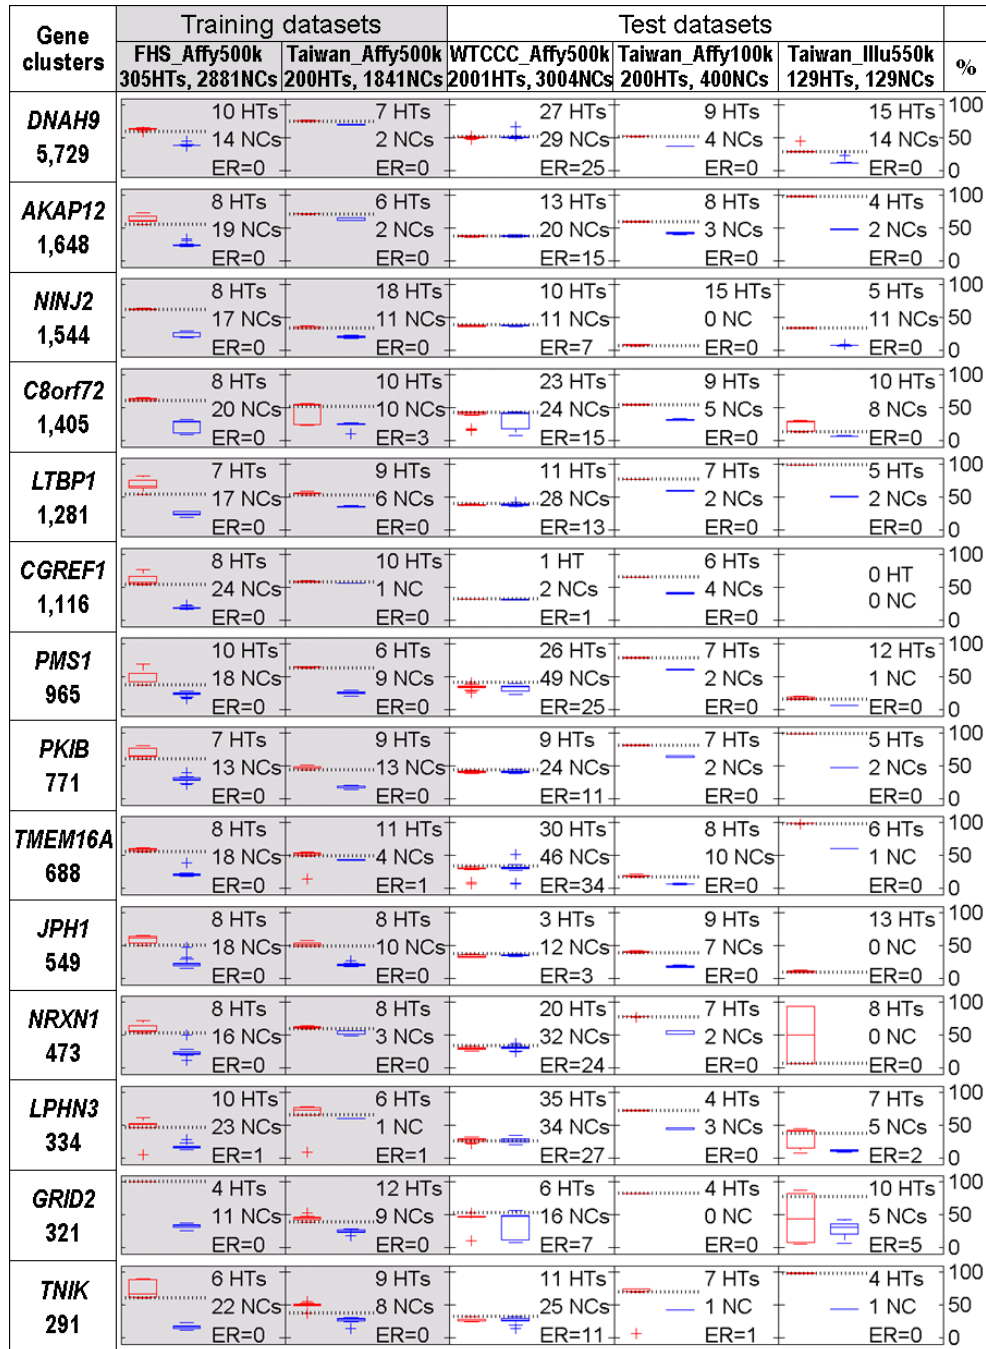 Gene clusters
Training datasets
Test datasets
FHS_Affy500k 305HTs, 2881NCs
Taiwan_Affy500k 200HTs, 1841NCs
WTCCC_Affy500k 2001HTs, 3004NCs
Taiwan_Affy100k 200HTs, 400NCs
Taiwan_Illu550k 129HTs, 129NCs
%
DNAH9 5,729
10 HTs 14 NCs ER=0
7 HTs 2 NCs ER=0
27 HTs 29 NCs ER=25
9 HTs 4 NCs ER=0
15 HTs 14 NCs ER=0
100 50 0
AKAP12 1,648
8 HTs 19 NCs ER=0
6 HTs 2 NCs ER=0
13 HTs 20 NCs ER=15
8 HTs 3 NCs ER=0
4 HTs 2 NCs ER=0
100 50 0
NINJ2 1,544
8 HTs 17 NCs ER=0
18 HTs 11 NCs ER=0
10 HTs 11 NCs ER=7
15 HTs 0 NC ER=0
5 HTs 11 NCs ER=0
100 50 0
C8orf72 1,405
8 HTs 20 NCs ER=0
10 HTs 10 NCs ER=3
23 HTs 24 NCs ER=15
9 HTs 5 NCs ER=0
10 HTs 8 NCs ER=0
100 50 0
LTBP1 1,281
7 HTs 17 NCs ER=0
9 HTs 6 NCs ER=0
11 HTs 28 NCs ER=13
7 HTs 2 NCs ER=0
5 HTs 2 NCs ER=0
100 50 0
CGREF1 1,116
8 HTs 24 NCs ER=0
10 HTs 1 NC ER=0
1 HT 2 NCs ER=1
6 HTs 4 NCs ER=0
0 HT 0 NC
100 50 0
PMS1 965
10 HTs 18 NCs ER=0
6 HTs 9 NCs ER=0
26 HTs 49 NCs ER=25
7 HTs 2 NCs ER=0
12 HTs 1 NC ER=0
100 50 0
PKIB 771
7 HTs 13 NCs ER=0
9 HTs 13 NCs ER=0
9 HTs 24 NCs ER=11
7 HTs 2 NCs ER=0
5 HTs 2 NCs ER=0
100 50 0
TMEM16A 688
8 HTs 18 NCs ER=0
11 HTs 4 NCs ER=1
30 HTs 46 NCs ER=34
8 HTs 10 NCs ER=0
6 HTs 1 NC ER=0
100 50 0
JPH1 549
8 HTs 18 NCs ER=0
8 HTs 10 NCs ER=0
3 HTs 12 NCs ER=3
9 HTs 7 NCs ER=0
13 HTs 0 NC ER=0
100 50 0
NRXN1 473
8 HTs 16 NCs ER=0
8 HTs 3 NCs ER=0
20 HTs 32 NCs ER=24
7 HTs 2 NCs ER=0
8 HTs 0 NC ER=0
100 50 0
LPHN3 334
10 HTs 23 NCs ER=1
6 HTs 1 NC ER=1
35 HTs 34 NCs ER=27
4 HTs 3 NCs ER=0
7 HTs 5 NCs ER=2
100 50 0
GRID2 321
4 HTs 11 NCs ER=0
12 HTs 9 NCs ER=0
6 HTs 16 NCs ER=7
4 HTs 0 NC ER=0
10 HTs 5 NCs ER=5
100 50 0
TNIK 291
6 HTs 22 NCs ER=0
9 HTs 8 NCs ER=0
11 HTs 25 NCs ER=11
7 HTs 1 NC ER=1
4 HTs 1 NC ER=0
100 50 0